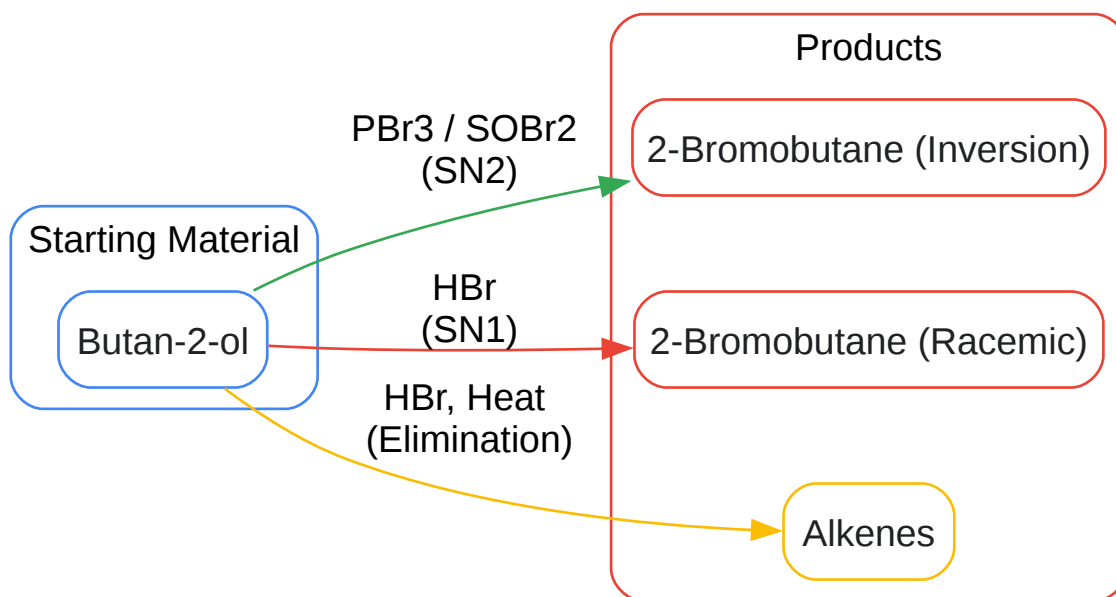 Products
PBr3 / SOBr2
(SN2)
2-Bromobutane (Inversion)
Starting Material
Butan-2-ol
HBr
(SN1)
2-Bromobutane (Racemic)
HBr, Heat
(Elimination)
Alkenes